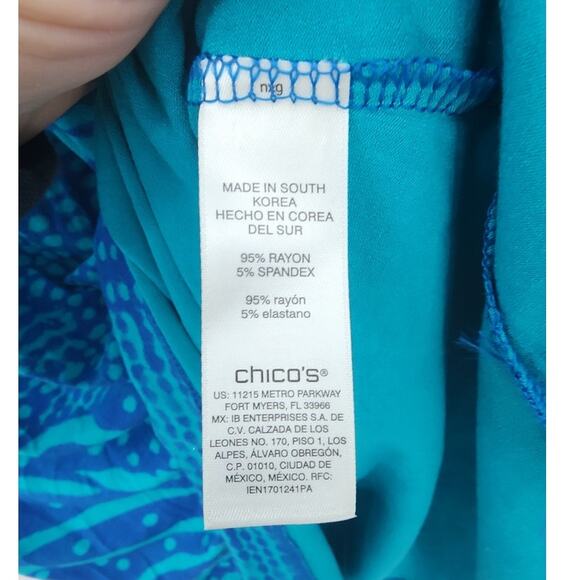 nxg
MADE IN SOUTH
KOREA
HECHO EN COREA
DEL SUR
95% RAYON
5% SPANDEX
95% rayón
5% elastano
chico's®
US: 11215 METRO PARKWAY
FORT MYERS, FL 33966
MX: IB ENTERPRISES S.A. DE
C.V. CALZADA DE LOS
LEONES NO. 170, PISO 1, LOS
ALPES, ÁLVARO OBREGÓN,
C.P. 01010, CIUDAD DE
MÉXICO, MÉXICO. RFC:
IEN1701241PA